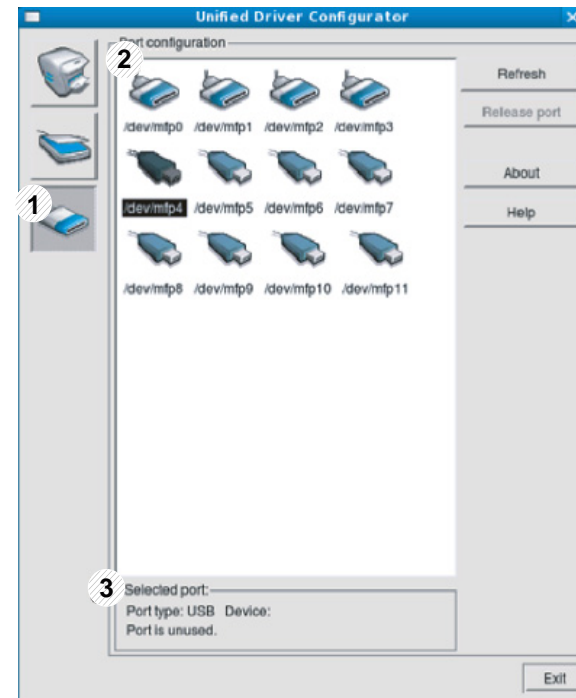 Unified Driver Configurator
Port configuration
2
Refresh
/dev/mfp0 /dev/mfp1 /dev/mfp2 /dev/mfp3
Release port
About
1
/dev/mfp4 /dev/mfp5 /dev/mfp6 /dev/mfp7
Help
/dev/mfp8 /dev/mfp9 /dev/mfp10 /dev/mfp11
3
Selected port:
Port type: USB Device:
Port is unused.
Exit